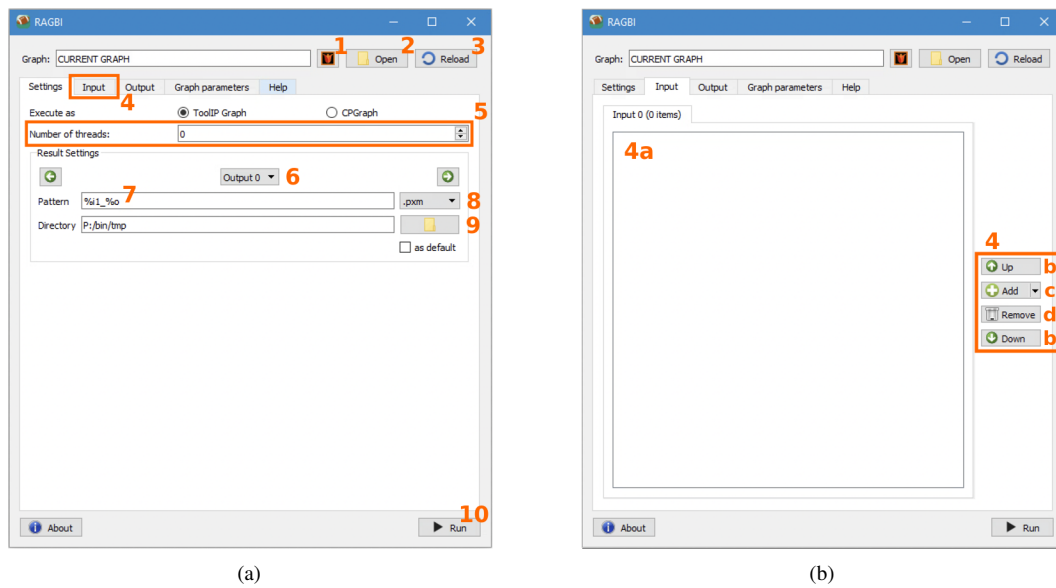 RAGBI
Graph: CURRENT GRAPH 1 Open 2 Reload 3
Settings Input Output Graph parameters Help
4
Execute as ToolIP Graph CPGraph 5
Number of threads: 0
Result Settings
Output 0 6
Pattern %i1_%o 7 .pxm 8
Directory P:/bin/tmp 9
as default
10
About Run
(a)
RAGBI
Graph: CURRENT GRAPH Open Reload
Settings Input Output Graph parameters Help
Input 0 (0 items)
4a
4
Up b
Add c
Remove d
Down b
About Run
(b)